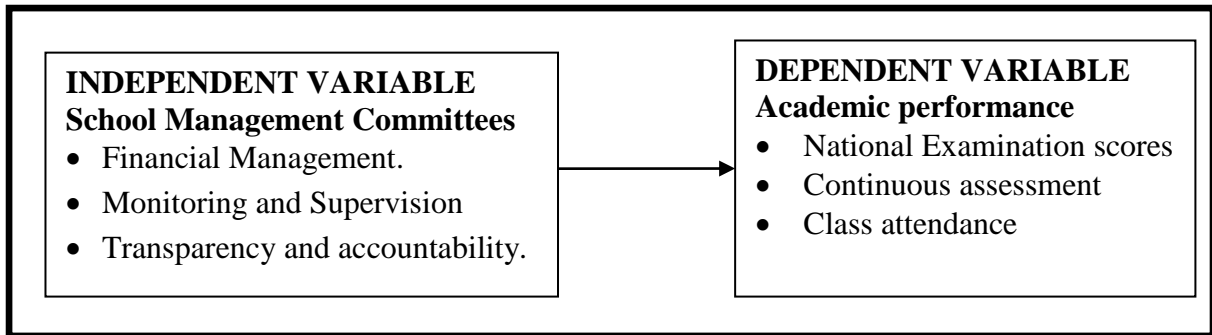 INDEPENDENT VARIABLE
School Management Committees
• Financial Management.
• Monitoring and Supervision
• Transparency and accountability.
DEPENDENT VARIABLE
Academic performance
• National Examination scores
• Continuous assessment
• Class attendance